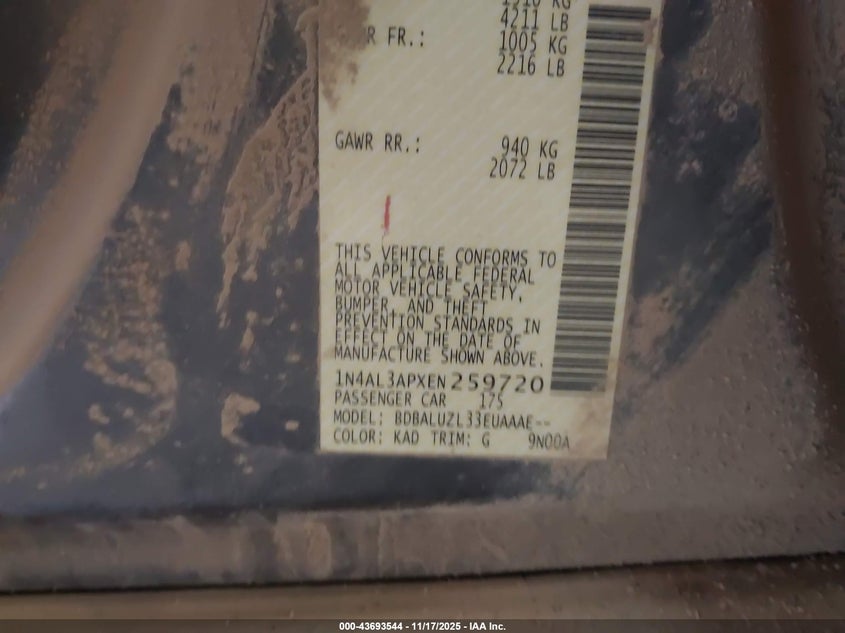 4211 LB
R FR.: 1005 KG
2216 LB
GAWR RR.: 940 KG
2072 LB
THIS VEHICLE CONFORMS TO
ALL APPLICABLE FEDERAL
MOTOR VEHICLE SAFETY,
BUMPER, AND THEFT
PREVENTION STANDARDS IN
EFFECT ON THE DATE OF
MANUFACTURE SHOWN ABOVE.
1N4AL3APXEN259720
PASSENGER CAR 175
MODEL: BDBALUZL33EUAAAE--
COLOR: KAD TRIM: G 9N00A
000-43693544 - 11/17/2025 - IAA Inc.